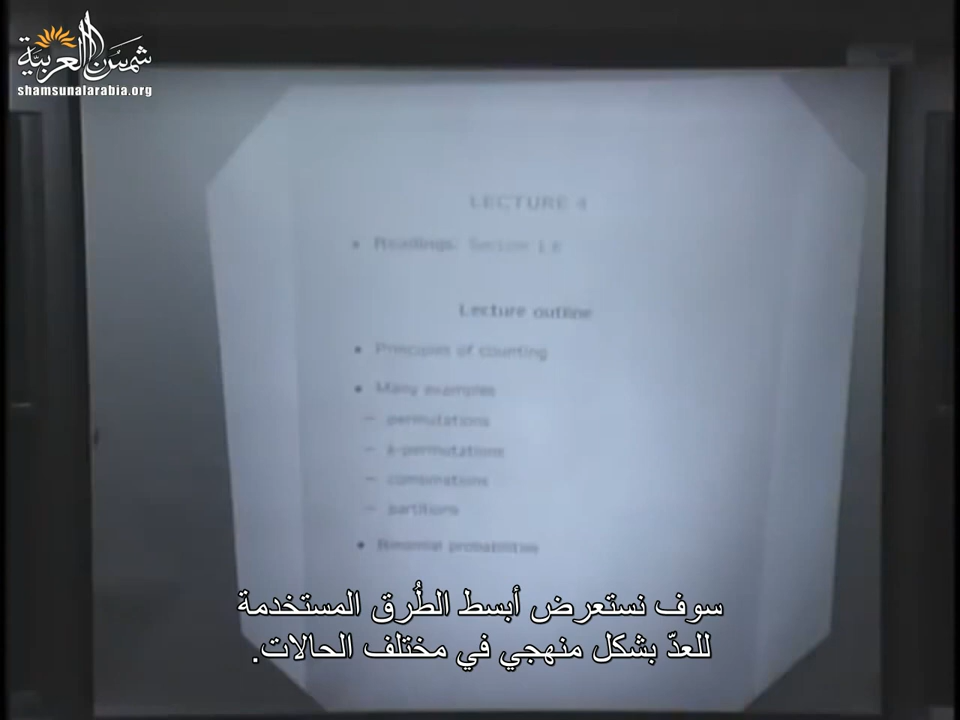 شمس العربية
shamsunalarabia.org
LECTURE 4
• Readings: Section 1.6
Lecture outline
• Principles of counting
• Many examples
– permutations
– k-permutations
– combinations
– partitions
• Binomial probabilities
سوف نستعرض أبسط الطُرق المستخدمة
للعدّ بشكل منهجي في مختلف الحالات.